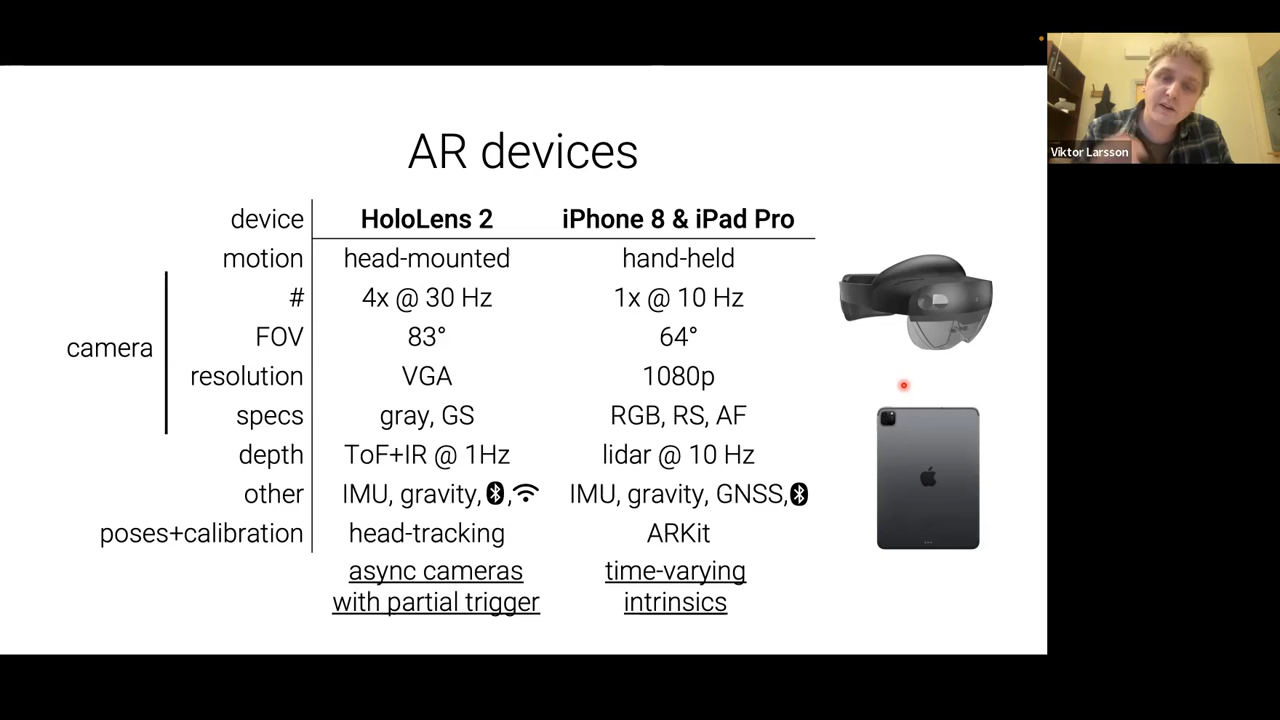 AR devices
device HoloLens 2 iPhone 8 & iPad Pro
motion head-mounted hand-held
# 4x @ 30 Hz 1x @ 10 Hz
FOV 83° 64°
camera
resolution VGA 1080p
specs gray, GS RGB, RS, AF
depth ToF+IR @ 1Hz lidar @ 10 Hz
other IMU, gravity, , IMU, gravity, GNSS,
poses+calibration head-tracking ARKit
async cameras time-varying
with partial trigger intrinsics
Viktor Larsson